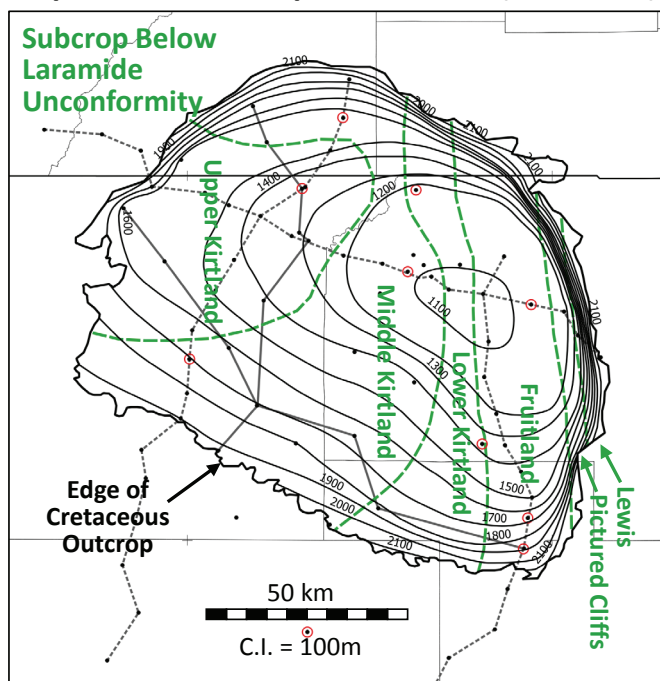 Subcrop Below
Laramide
Unconformity
2100
2000
2100
1900
2100
1400
1200
Upper Kirtland
1600
2100
1100
Middle Kirtland
1300
Lower Kirtland
Fruitland
1500
Edge of
Cretaceous
Outcrop
1900
2000
1700
1800
2100
2100
Pictured Cliffs
Lewis
50 km
C.I. = 100m